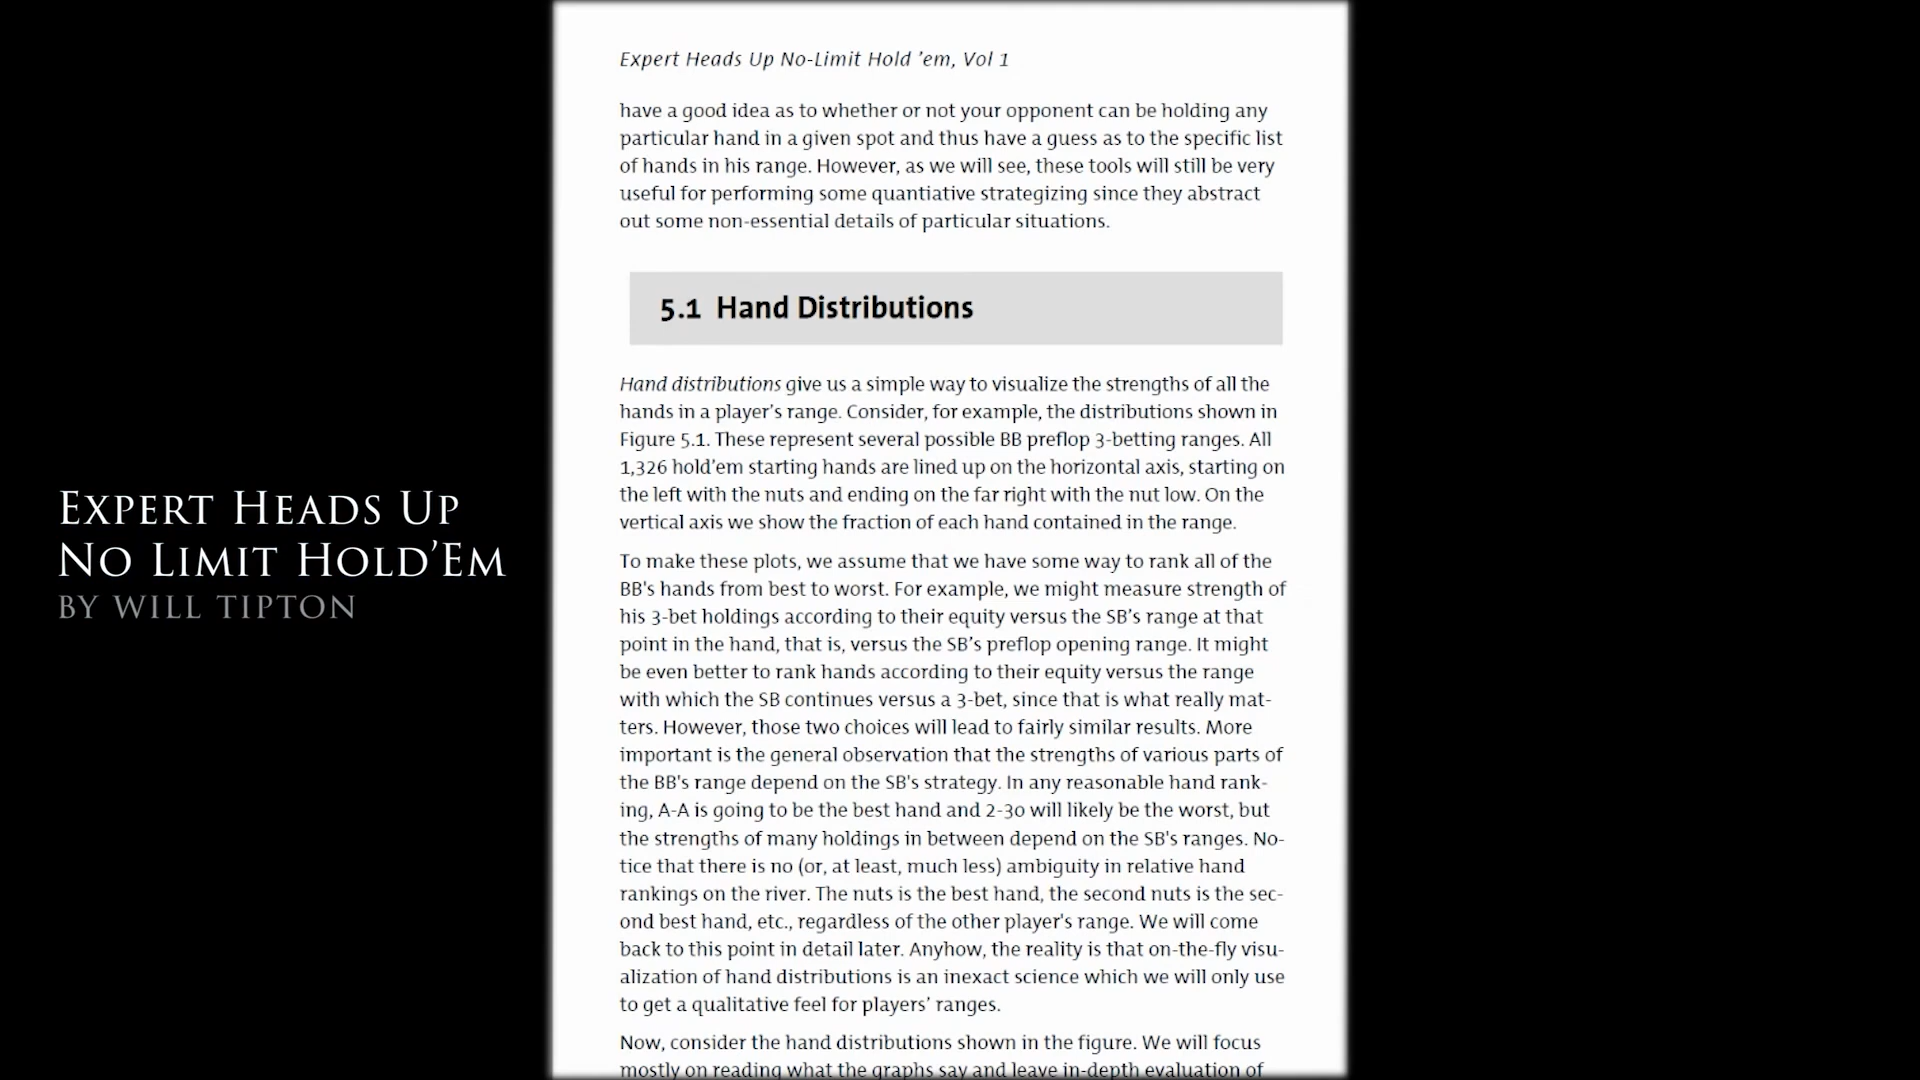 Expert Heads Up No-Limit Hold 'em, Vol 1
have a good idea as to whether or not your opponent can be holding any
particular hand in a given spot and thus have a guess as to the specific list
of hands in his range. However, as we will see, these tools will still be very
useful for performing some quantiative strategizing since they abstract
out some non-essential details of particular situations.
5.1 Hand Distributions
Hand distributions give us a simple way to visualize the strengths of all the
hands in a player's range. Consider, for example, the distributions shown in
Figure 5.1. These represent several possible BB preflop 3-betting ranges. All
1,326 hold'em starting hands are lined up on the horizontal axis, starting on
the left with the nuts and ending on the far right with the nut low. On the
vertical axis we show the fraction of each hand contained in the range.
To make these plots, we assume that we have some way to rank all of the
BB's hands from best to worst. For example, we might measure strength of
his 3-bet holdings according to their equity versus the SB's range at that
point in the hand, that is, versus the SB's preflop opening range. It might
be even better to rank hands according to their equity versus the range
with which the SB continues versus a 3-bet, since that is what really mat-
ters. However, those two choices will lead to fairly similar results. More
important is the general observation that the strengths of various parts of
the BB's range depend on the SB's strategy. In any reasonable hand rank-
ing, A-A is going to be the best hand and 2-3o will likely be the worst, but
the strengths of many holdings in between depend on the SB's ranges. No-
tice that there is no (or, at least, much less) ambiguity in relative hand
rankings on the river. The nuts is the best hand, the second nuts is the sec-
ond best hand, etc., regardless of the other player's range. We will come
back to this point in detail later. Anyhow, the reality is that on-the-fly visu-
alization of hand distributions is an inexact science which we will only use
to get a qualitative feel for players' ranges.
Now, consider the hand distributions shown in the figure. We will focus
mostly on reading what the graphs say and leave in-depth evaluation of
Expert Heads Up
No Limit Hold'Em
by Will Tipton